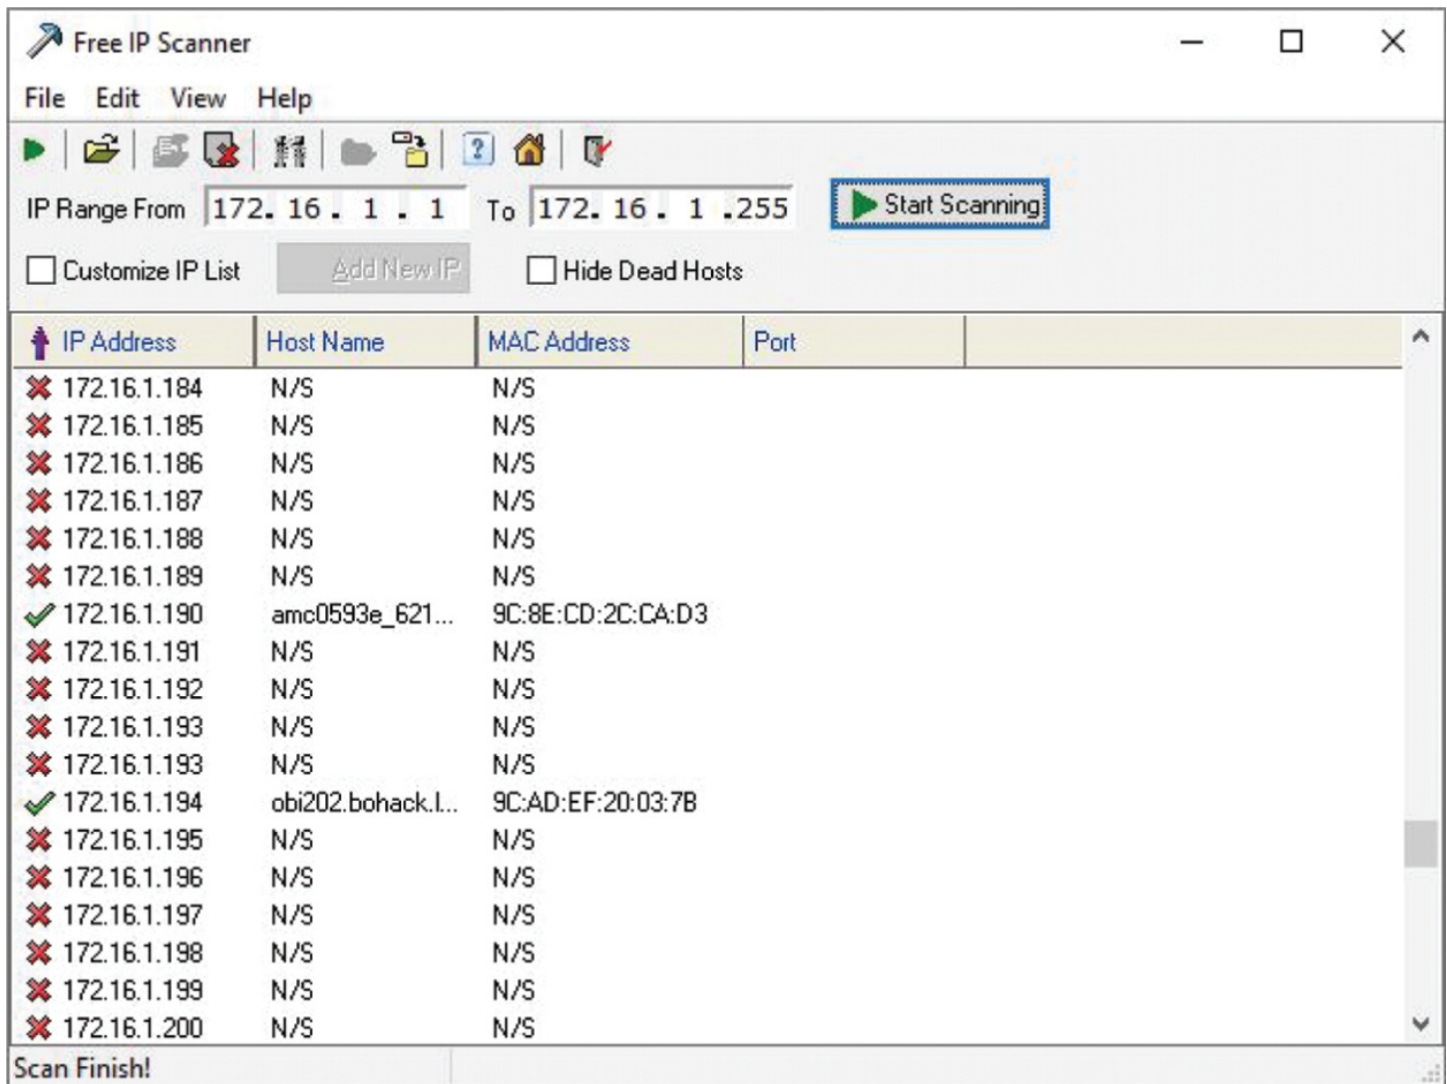 Free IP Scanner
File Edit View Help
IP Range From 172. 16 . 1 . 1 To 172. 16 . 1 .255 Start Scanning
Customize IP List Add New IP Hide Dead Hosts
IP Address Host Name MAC Address Port
172.16.1.184 N/S N/S
172.16.1.185 N/S N/S
172.16.1.186 N/S N/S
172.16.1.187 N/S N/S
172.16.1.188 N/S N/S
172.16.1.189 N/S N/S
172.16.1.190 amc0593e_621... 9C:8E:CD:2C:CA:D3
172.16.1.191 N/S N/S
172.16.1.192 N/S N/S
172.16.1.193 N/S N/S
172.16.1.193 N/S N/S
172.16.1.194 obi202.bohack.l... 9C:AD:EF:20:03:7B
172.16.1.195 N/S N/S
172.16.1.196 N/S N/S
172.16.1.197 N/S N/S
172.16.1.198 N/S N/S
172.16.1.199 N/S N/S
172.16.1.200 N/S N/S
Scan Finish!